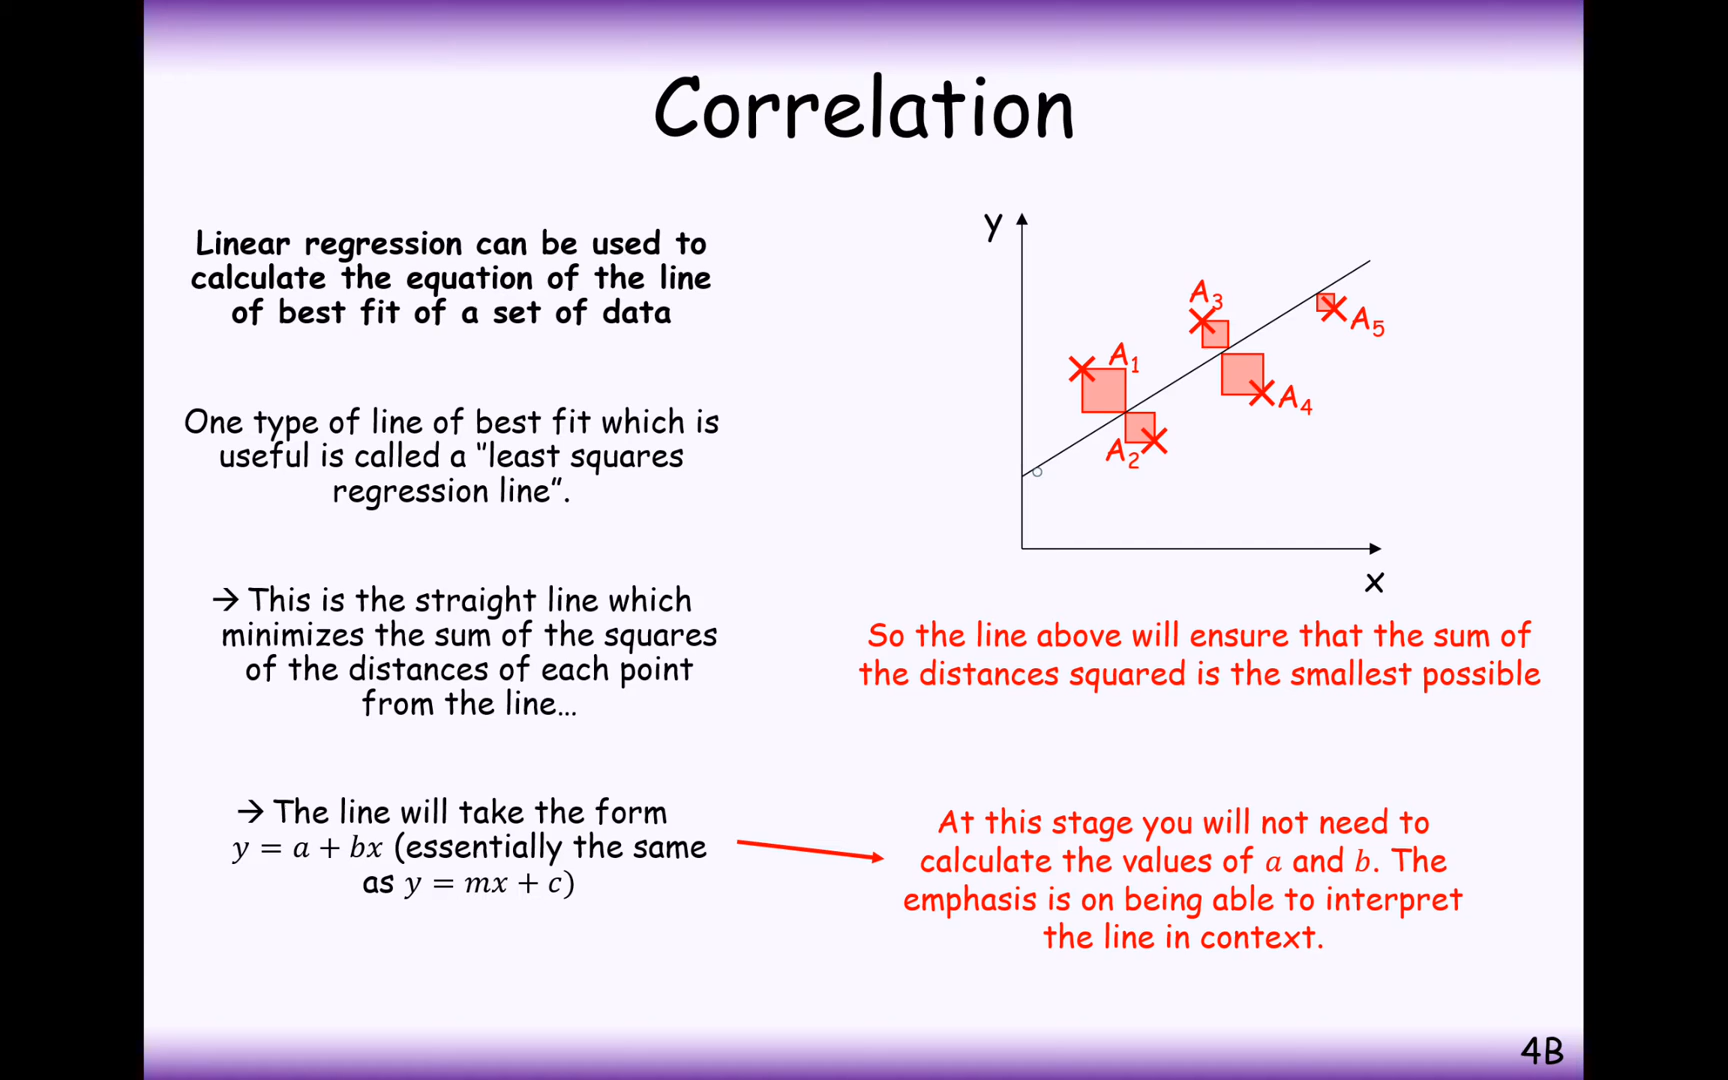 Correlation
Linear regression can be used to
calculate the equation of the line
of best fit of a set of data
One type of line of best fit which is
useful is called a “least squares
regression line”.
→ This is the straight line which
minimizes the sum of the squares
of the distances of each point
from the line…
→ The line will take the form
y = a + bx (essentially the same
as y = mx + c)
y
A3
A5
A1
A4
A2
x
So the line above will ensure that the sum of
the distances squared is the smallest possible
At this stage you will not need to
calculate the values of a and b. The
emphasis is on being able to interpret
the line in context.
4B